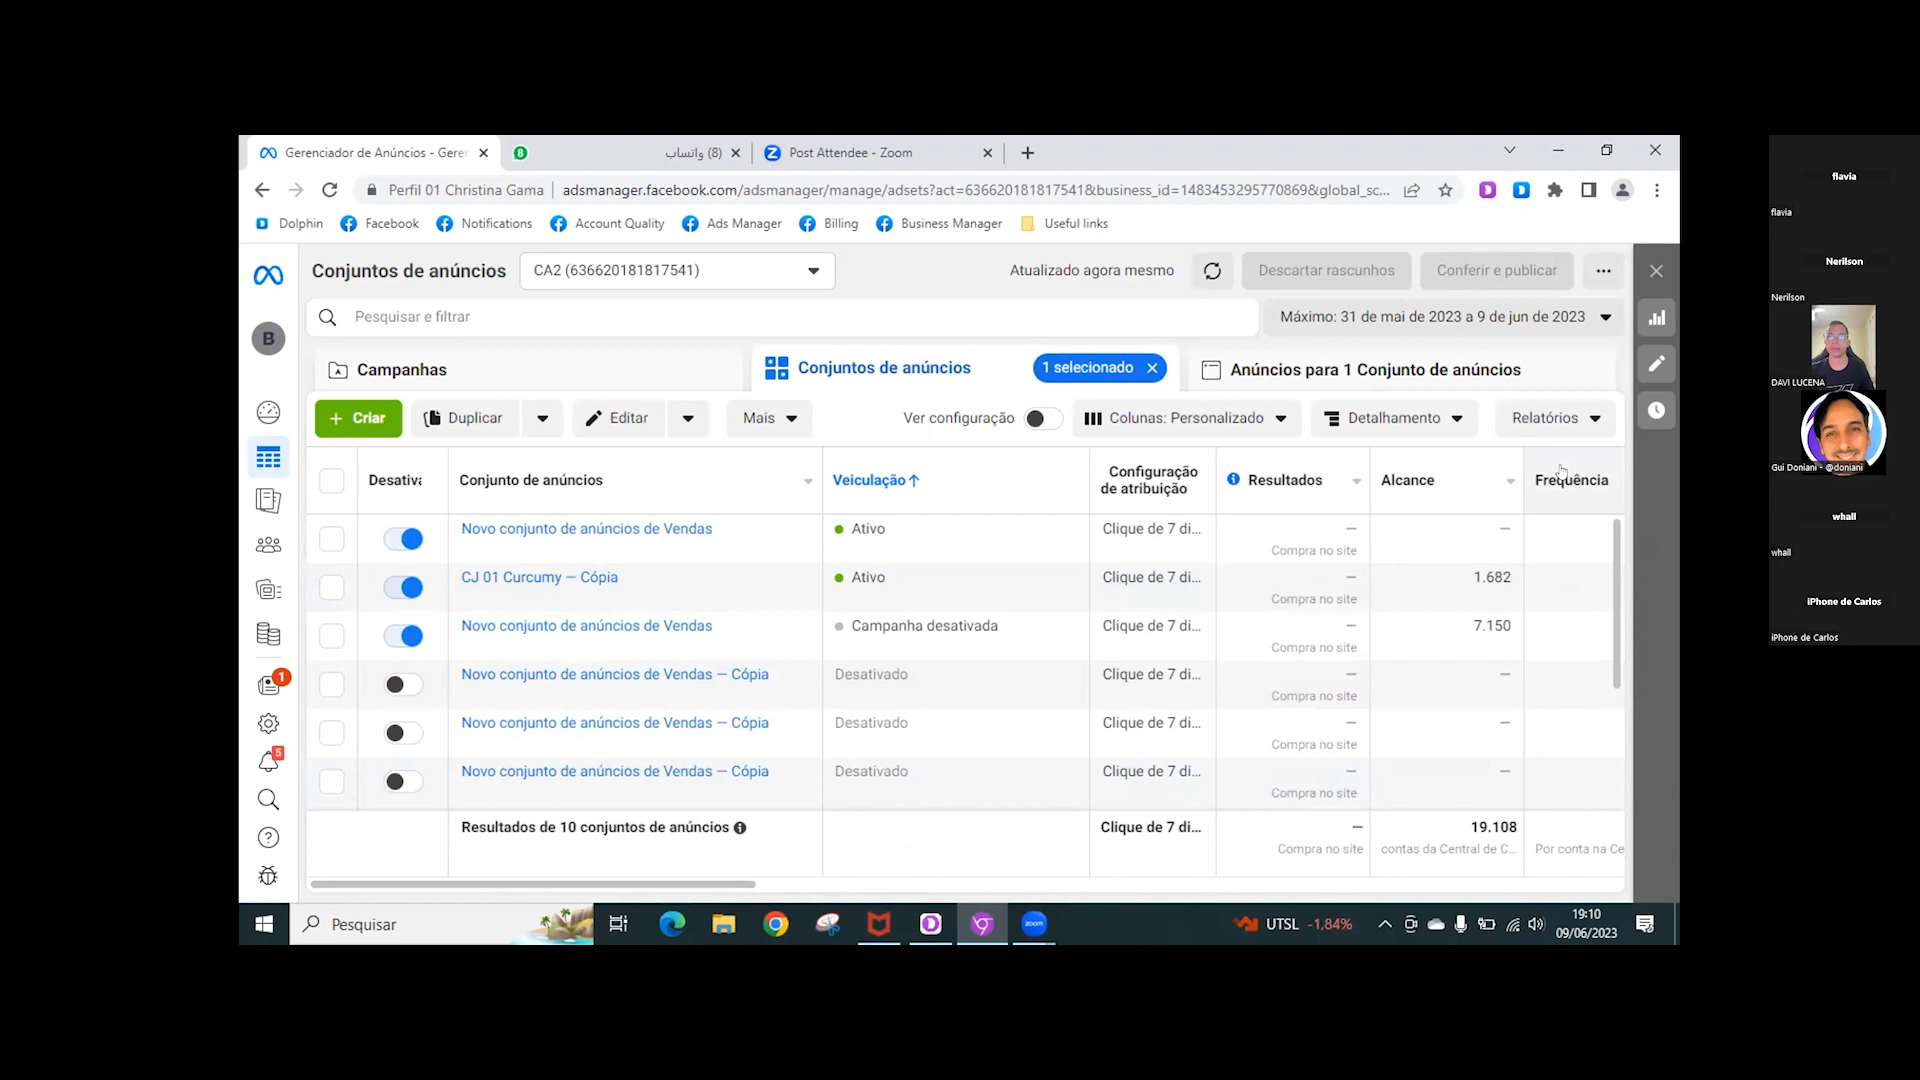 Gerenciador de Anúncios - Geren
8
(8) واتساب
Post Attendee - Zoom
Perfil 01 Christina Gama
adsmanager.facebook.com/adsmanager/manage/adsets?act=636620181817541&business_id=148345329577086​9&global_sc...
Dolphin
Facebook
Notifications
Account Quality
Ads Manager
Billing
Business Manager
Useful links
Conjuntos de anúncios
CA2 (636620181817541)
Atualizado agora mesmo
Descartar rascunhos
Conferir e publicar
Pesquisar e filtrar
Máximo: 31 de mai de 2023 a 9 de jun de 2023
B
Campanhas
Conjuntos de anúncios
1 selecionado
Anúncios para 1 Conjunto de anúncios
+ Criar
Duplicar
Editar
Mais
Ver configuração
Colunas: Personalizado
Detalhamento
Relatórios
Desativa
Conjunto de anúncios
Veiculação↑
Configuração de atribuição
Resultados
Alcance
Frequência
Novo conjunto de anúncios de Vendas
Ativo
Clique de 7 di...
—
Compra no site
—
CJ 01 Curcumy — Cópia
Ativo
Clique de 7 di...
—
Compra no site
1.682
Novo conjunto de anúncios de Vendas
Campanha desativada
Clique de 7 di...
—
Compra no site
7.150
Novo conjunto de anúncios de Vendas — Cópia
Desativado
Clique de 7 di...
—
Compra no site
—
Novo conjunto de anúncios de Vendas — Cópia
Desativado
Clique de 7 di...
—
Compra no site
—
Novo conjunto de anúncios de Vendas — Cópia
Desativado
Clique de 7 di...
—
Compra no site
—
Resultados de 10 conjuntos de anúncios
Clique de 7 di...
—
Compra no site
19.108
contas da Central de C...
Por conta na Ce
1
5
Pesquisar
zoom
UTSL -1,84%
19:10
09/06/2023
flavia
flavia
Nerilson
Nerilson
DAVI LUCENA
Gui Doniani - @doniani
whall
whall
iPhone de Carlos
iPhone de Carlos